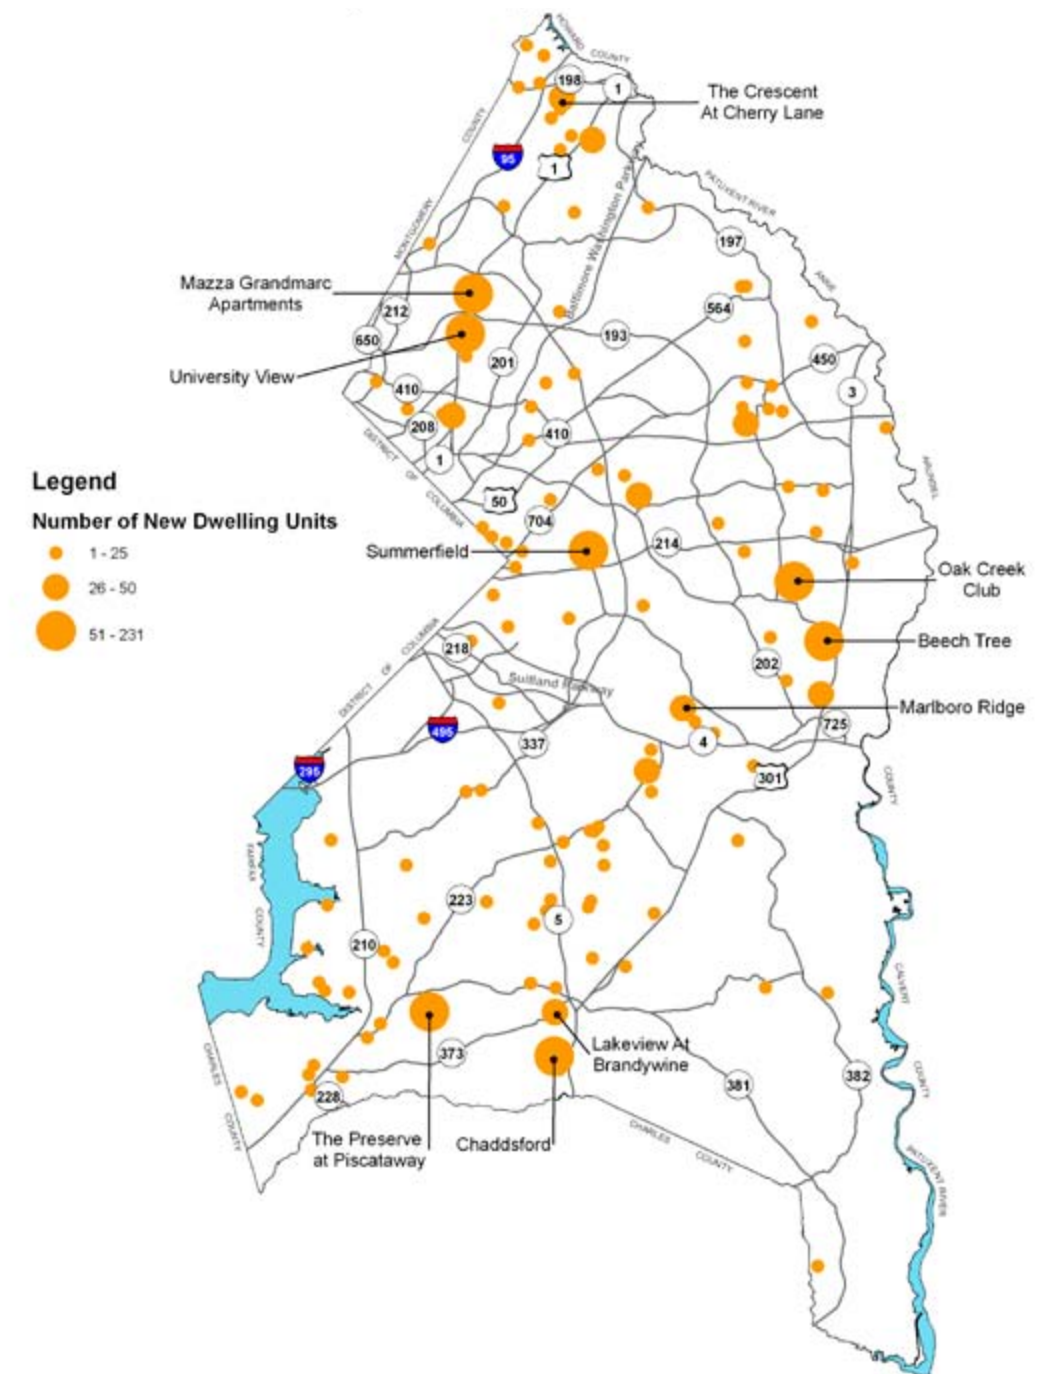 HOWARD
COUNTY
198
1
The Crescent
At Cherry Lane
COUNTY
95
1
Baltimore Washington Park
PATUXENT RIVER
MONTGOMERY
197
ANNE
Mazza Grandmarc
Apartments
212
564
650
193
University View
201
450
410
3
208
410
1
DISTRICT OF COLUMBIA
ARUNDEL
Legend
50
Number of New Dwelling Units
704
1 - 25
Summerfield
214
26 - 50
Oak Creek
Club
51 - 231
DISTRICT OF COLUMBIA
218
Beech Tree
202
Suitland Parkway
Marlboro Ridge
495
725
337
4
295
301
COUNTY
FAIRFAX
COUNTY
223
5
210
CALVERT
Lakeview At
Brandywine
373
CHARLES
COUNTY
381
382
COUNTY
228
The Preserve
at Piscataway
Chaddsford
CHARLES
COUNTY
PATUXENT RIVER